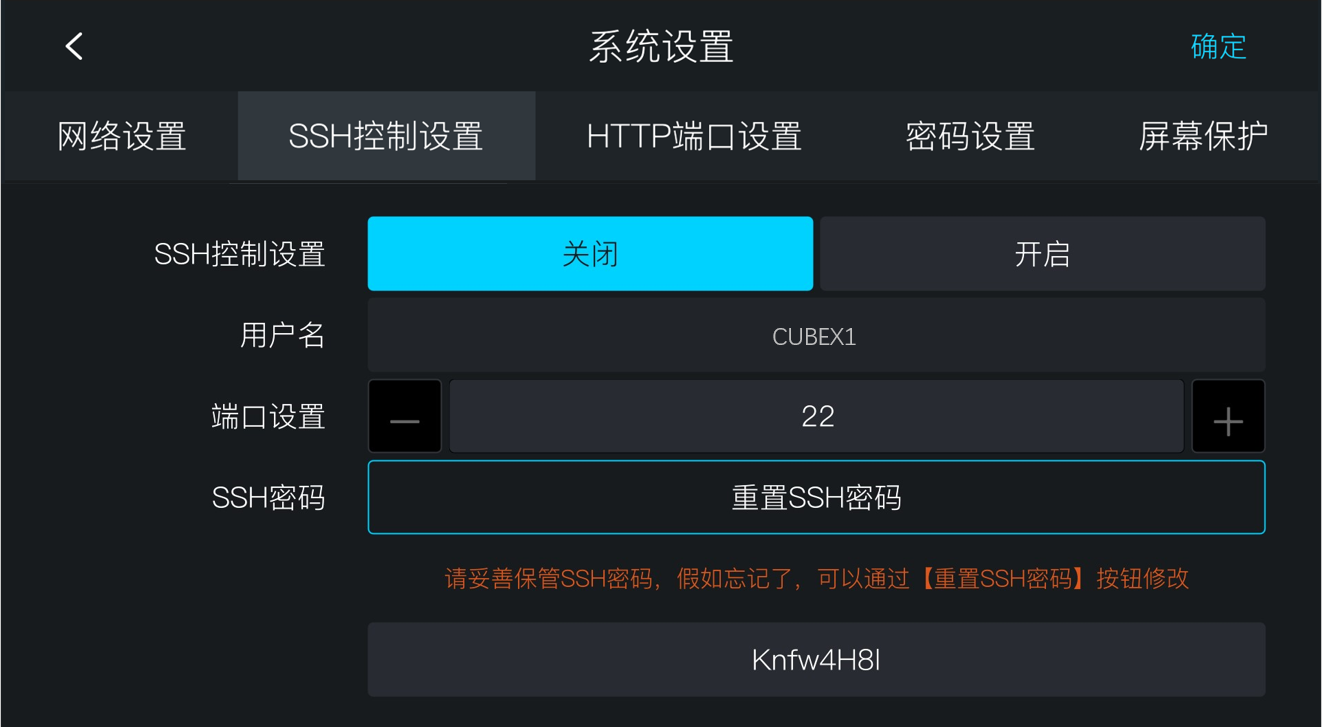 系统设置
确定
网络设置 SSH控制设置 HTTP端口设置 密码设置 屏幕保护
SSH控制设置 关闭 开启
用户名 CUBEX1
端口设置 — 22 +
SSH密码 重置SSH密码
请妥善保管SSH密码，假如忘记了，可以通过【重置SSH密码】按钮修改
Knfw4H8l